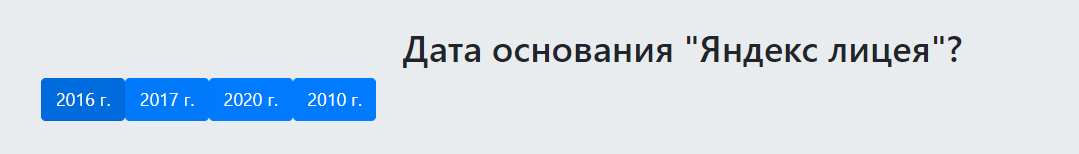 Дата основания "Яндекс лицея"?
2016 г. 2017 г. 2020 г. 2010 г.